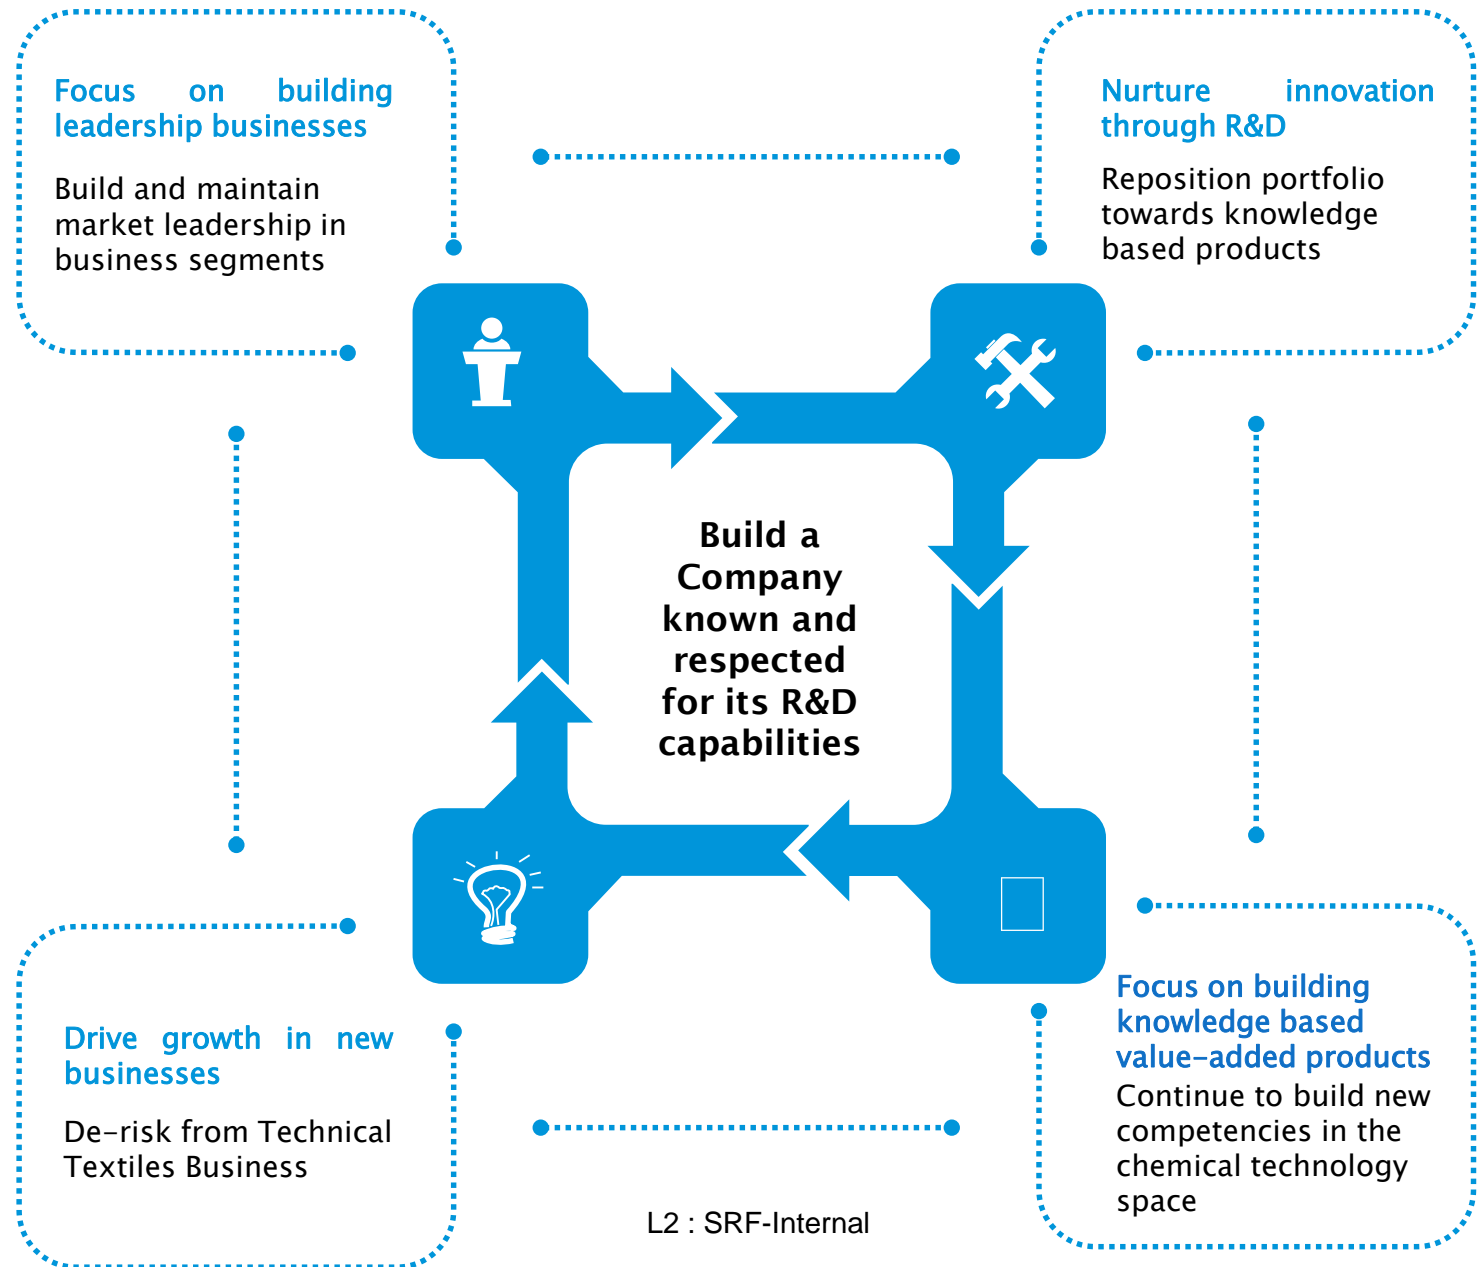 Focus on building
leadership businesses
Build and maintain
market leadership in
business segments
Nurture innovation
through R&D
Reposition portfolio
towards knowledge
based products
Build a
Company
known and
respected
for its R&D
capabilities
Drive growth in new
businesses
De-risk from Technical
Textiles Business
Focus on building
knowledge based
value-added products
Continue to build new
competencies in the
chemical technology
space
L2 : SRF-Internal